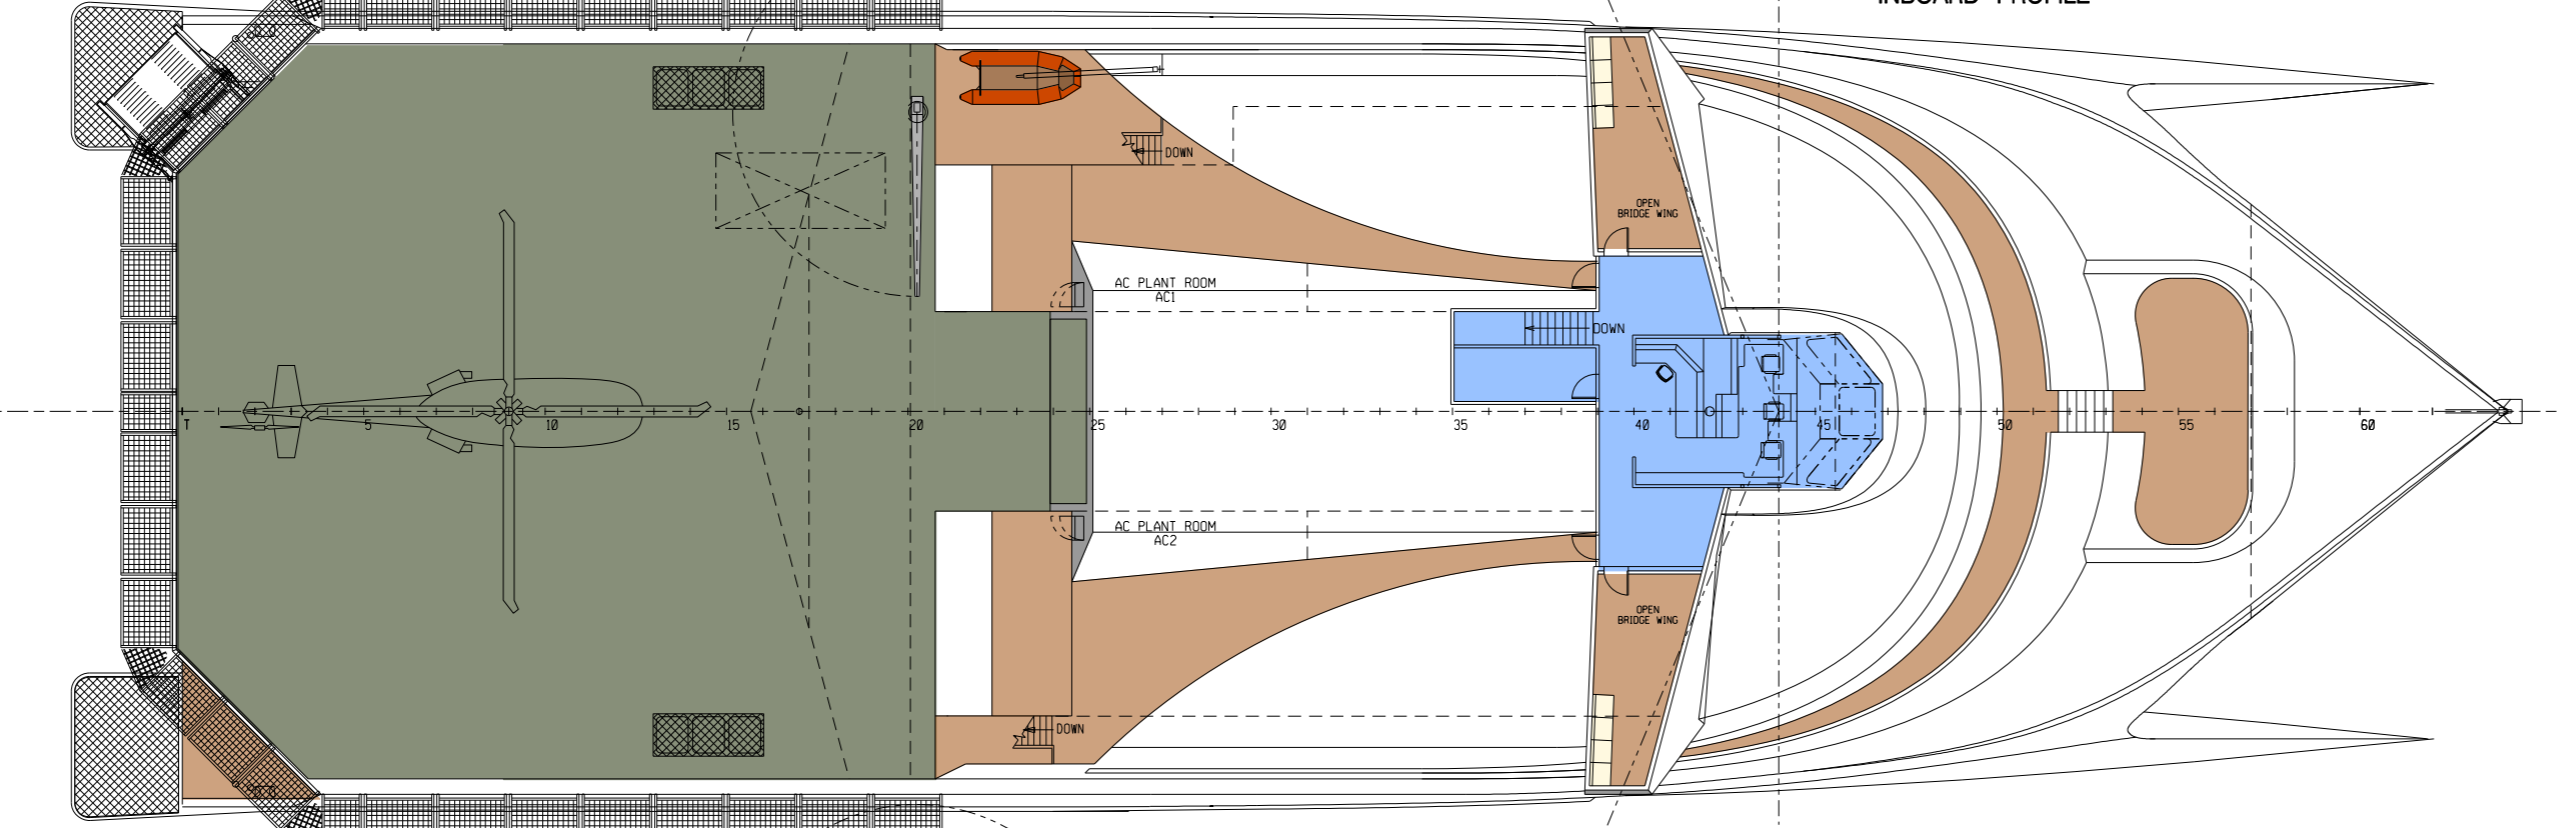 INBOARD PROFILE
DOWN
OPEN
BRIDGE WING
AC PLANT ROOM
AC1
DOWN
T 5 10 15 20 25 30 35 40 45 50 55 60
AC PLANT ROOM
AC2
OPEN
BRIDGE WING
DOWN